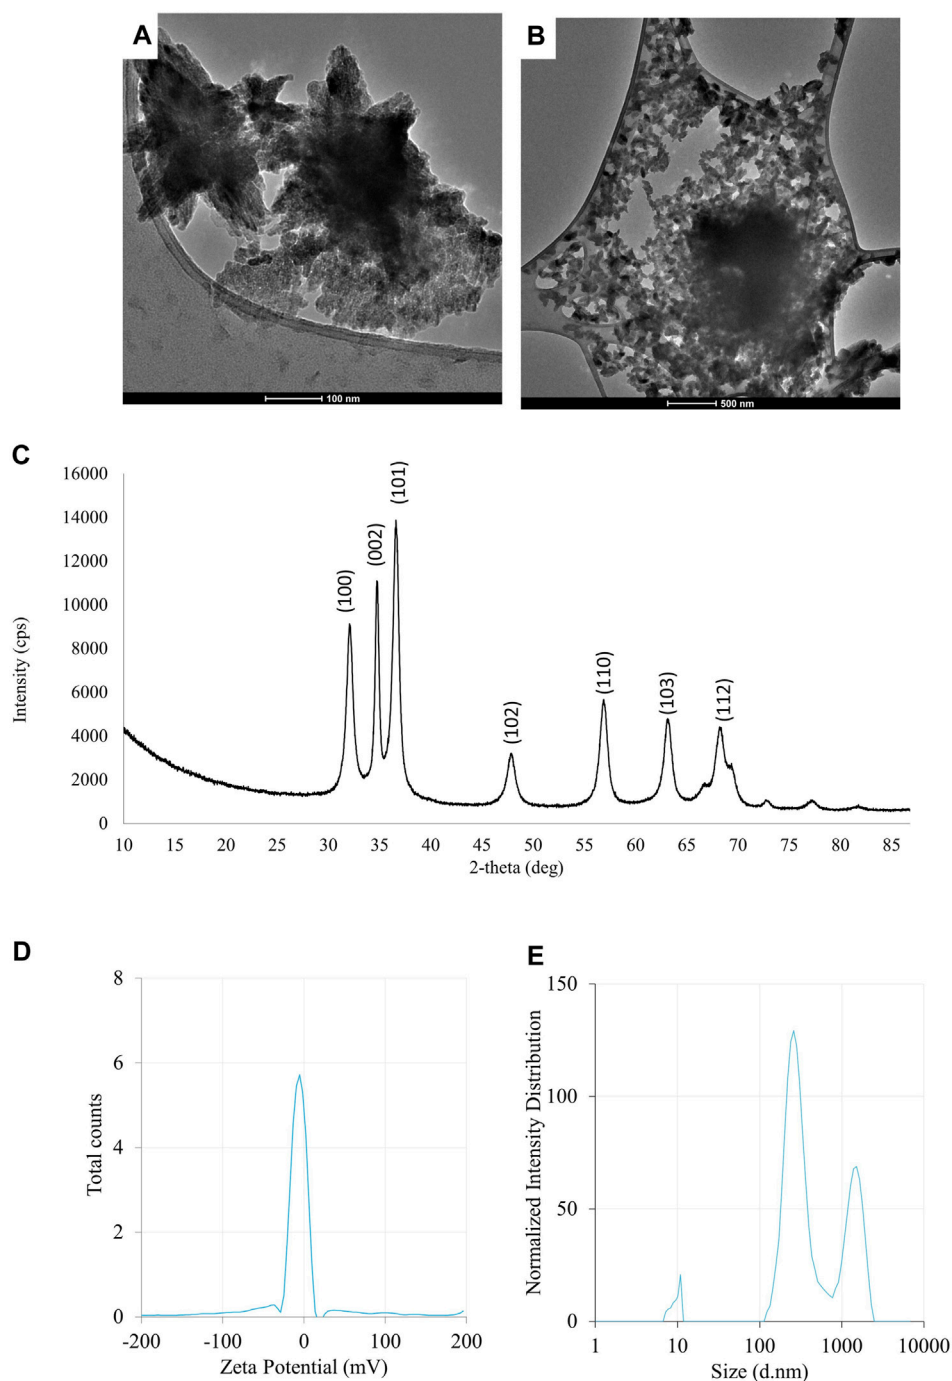 A
B
100 nm
500 nm
C
16000
14000
12000
10000
8000
6000
4000
2000
0
Intensity (cps)
(100)
(002)
(101)
(102)
(110)
(103)
(112)
10 15 20 25 30 35 40 45 50 55 60 65 70 75 80 85
2-theta (deg)
D
8
6
4
2
0
Total counts
-200 -100 0 100 200
Zeta Potential (mV)
E
150
100
50
0
Normalized Intensity Distribution
1 10 100 1000 10000
Size (d.nm)